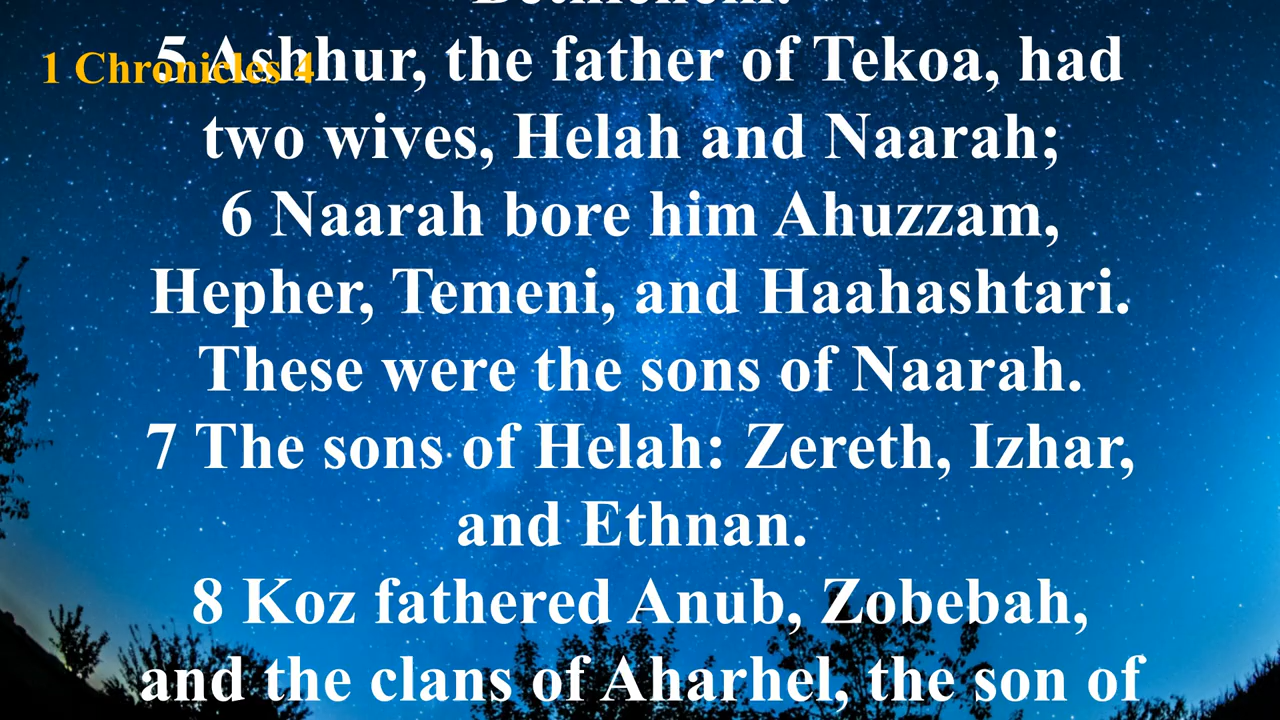 Bethlehem.
5 Ashhur, the father of Tekoa, had
1 Chronicles 4
two wives, Helah and Naarah;
6 Naarah bore him Ahuzzam,
Hepher, Temeni, and Haahashtari.
These were the sons of Naarah.
7 The sons of Helah: Zereth, Izhar,
and Ethnan.
8 Koz fathered Anub, Zobebah,
and the clans of Aharhel, the son of